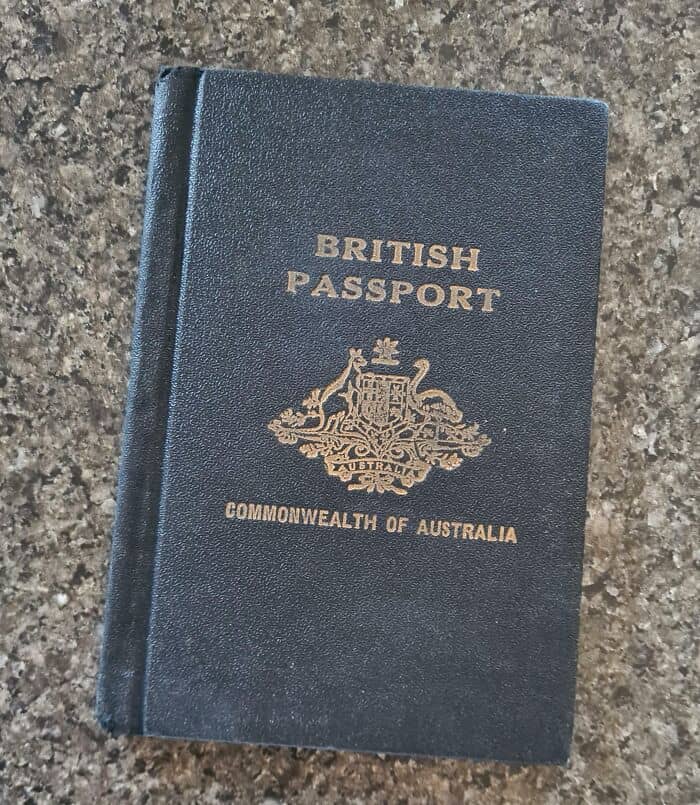 BRITISH
PASSPORT
AUSTRALIA
COMMONWEALTH OF AUSTRALIA